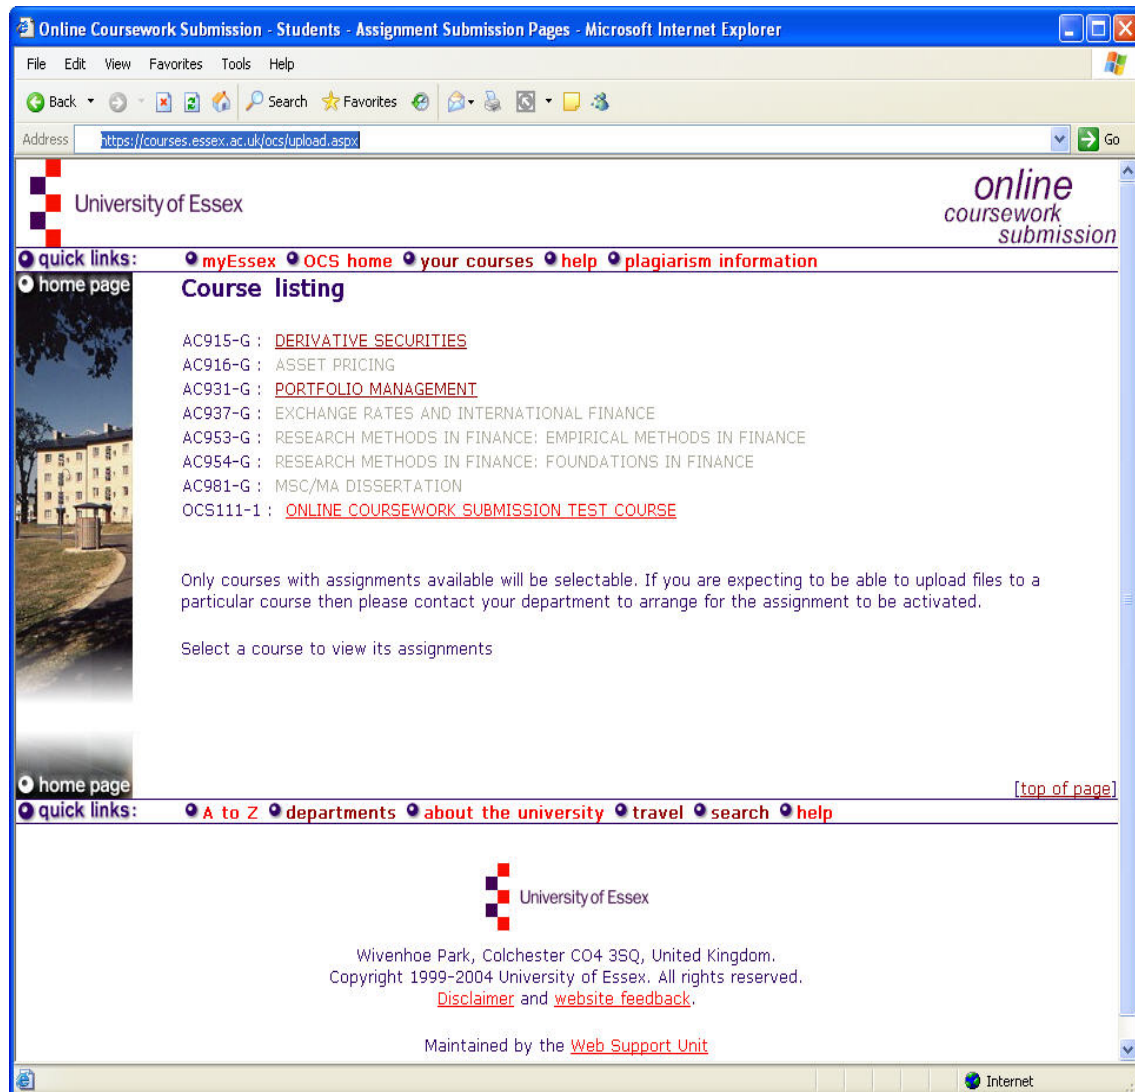 Online Coursework Submission - Students - Assignment Submission Pages - Microsoft Internet Explorer
File Edit View Favorites Tools Help
Back Search Favorites
Address https://courses.essex.ac.uk/ocs/upload.aspx Go
University of Essex
online
coursework
submission
quick links: myEssex OCS home your courses help plagiarism information
home page
Course listing
AC915-G : DERIVATIVE SECURITIES
AC916-G : ASSET PRICING
AC931-G : PORTFOLIO MANAGEMENT
AC937-G : EXCHANGE RATES AND INTERNATIONAL FINANCE
AC953-G : RESEARCH METHODS IN FINANCE: EMPIRICAL METHODS IN FINANCE
AC954-G : RESEARCH METHODS IN FINANCE: FOUNDATIONS IN FINANCE
AC981-G : MSC/MA DISSERTATION
OCS111-1 : ONLINE COURSEWORK SUBMISSION TEST COURSE
Only courses with assignments available will be selectable. If you are expecting to be able to upload files to a
particular course then please contact your department to arrange for the assignment to be activated.
Select a course to view its assignments
home page [top of page]
quick links: A to Z departments about the university travel search help
University of Essex
Wivenhoe Park, Colchester CO4 3SQ, United Kingdom.
Copyright 1999-2004 University of Essex. All rights reserved.
Disclaimer and website feedback.
Maintained by the Web Support Unit
Internet